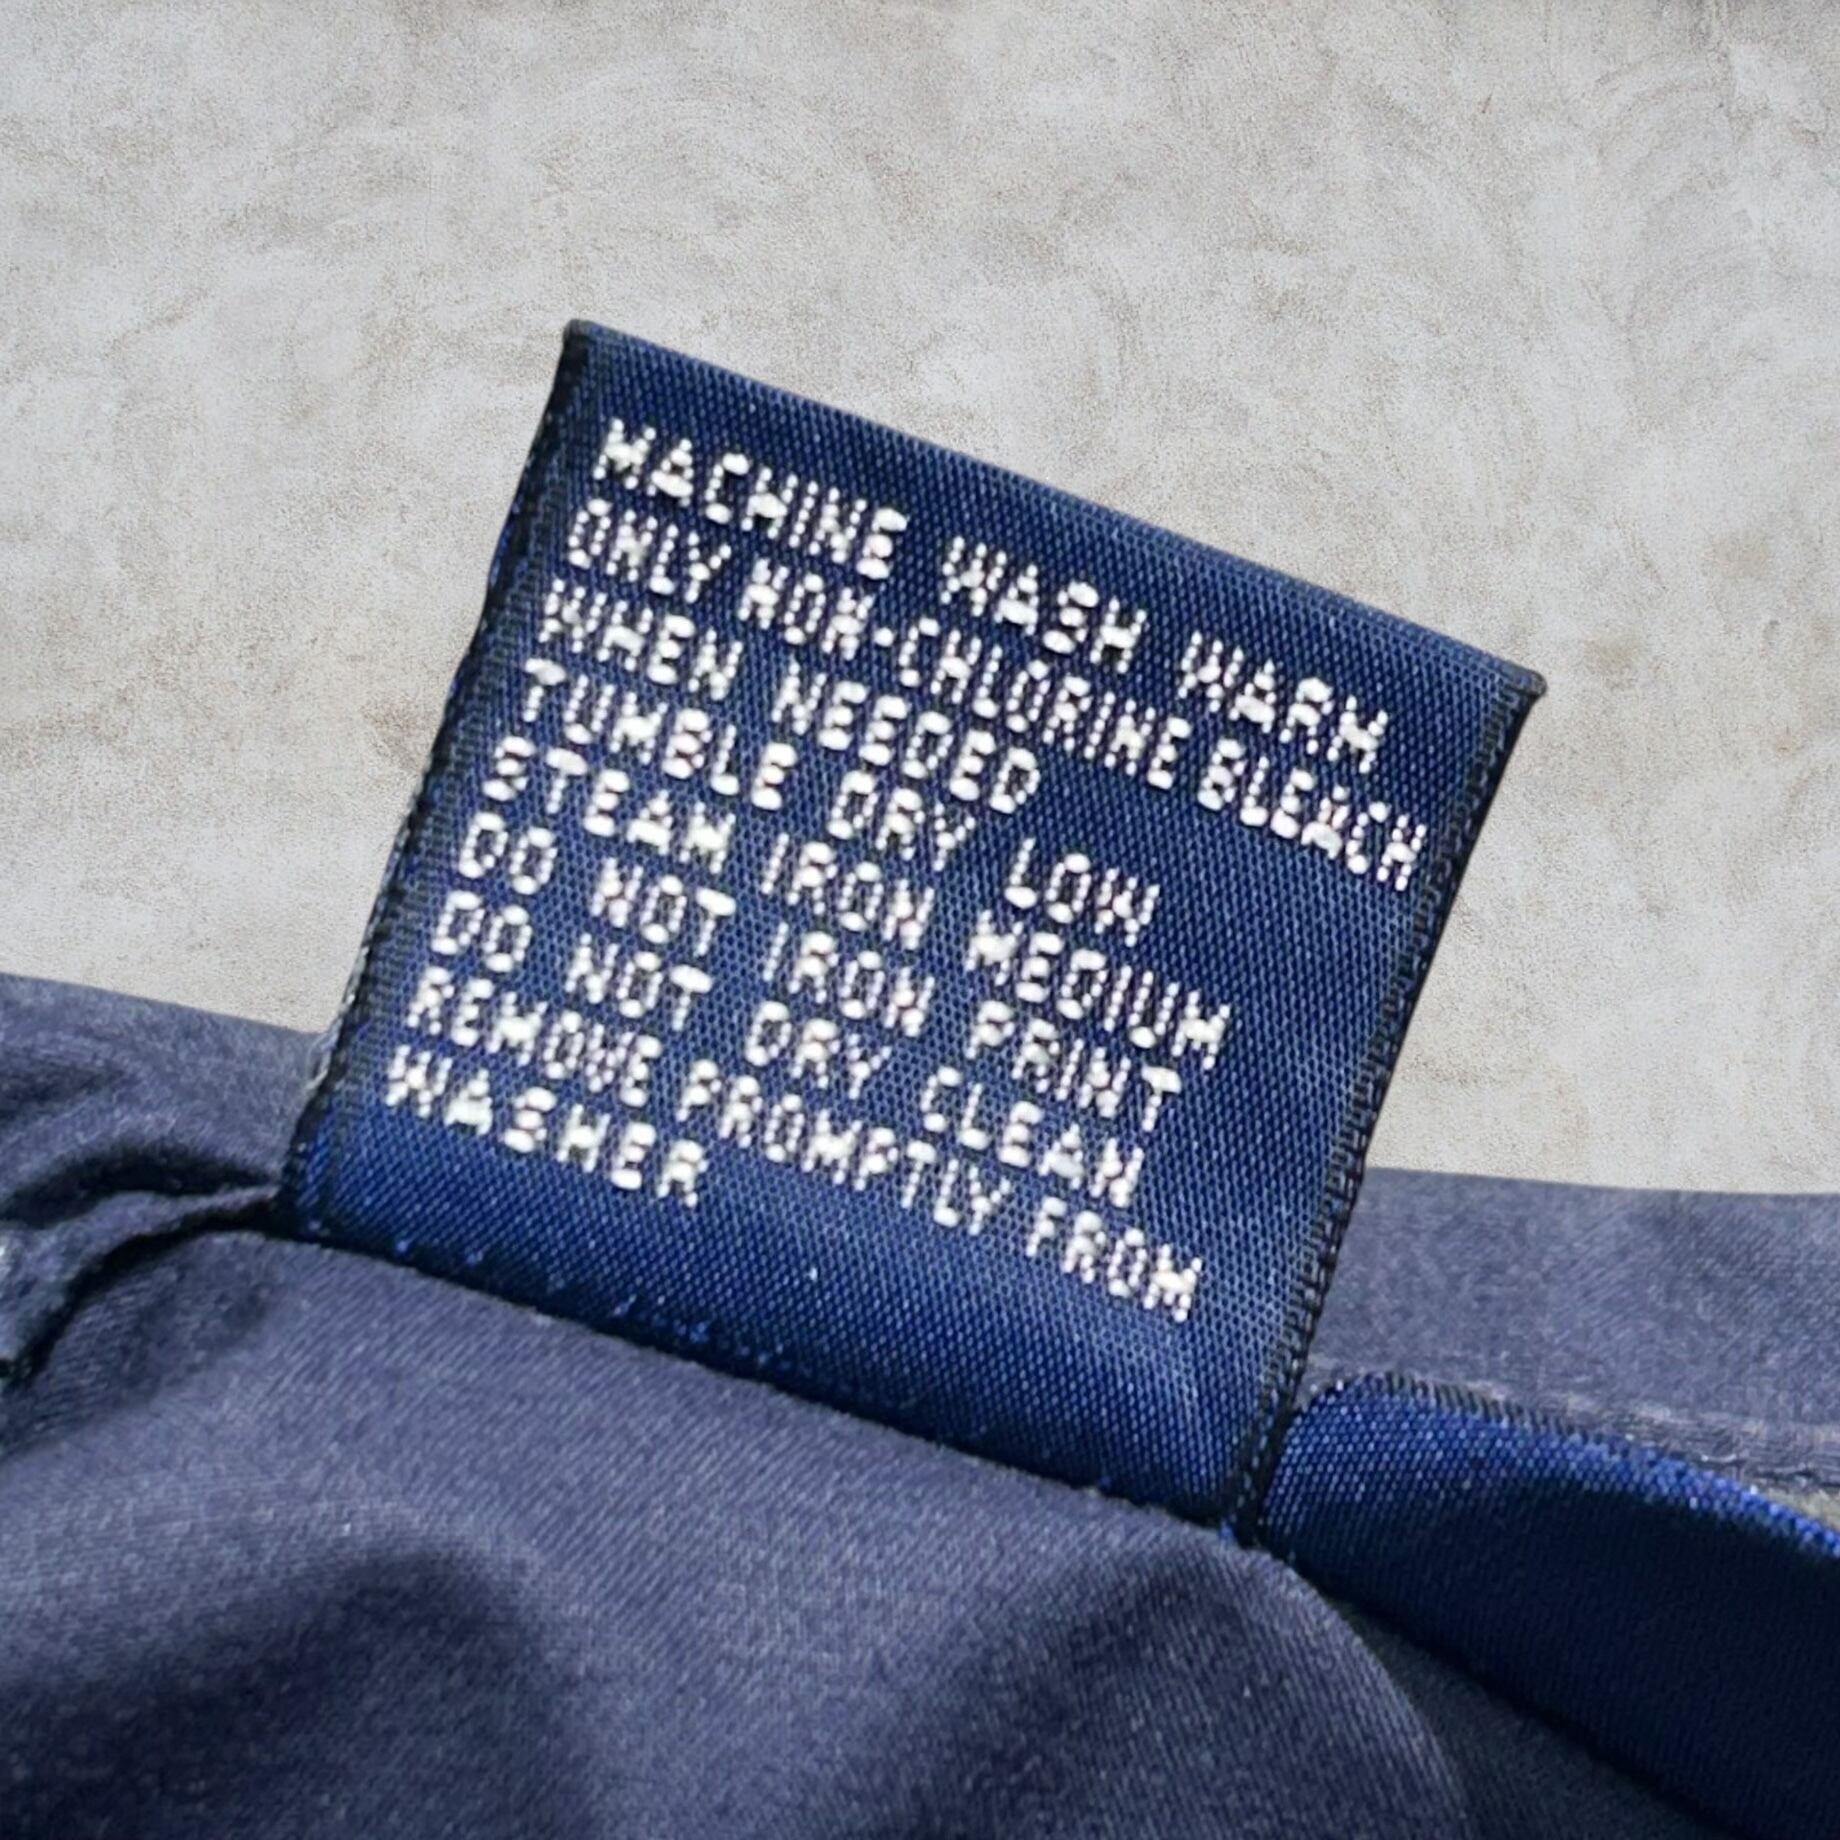 MACHINE WASH WARM
ONLY NON-CHLORINE BLEACH
WHEN NEEDED
TUMBLE DRY LOW
STEAM IRON MEDIUM
DO NOT IRON PRINT
DO NOT DRY CLEAN
REMOVE PROMPTLY FROM
WASHER